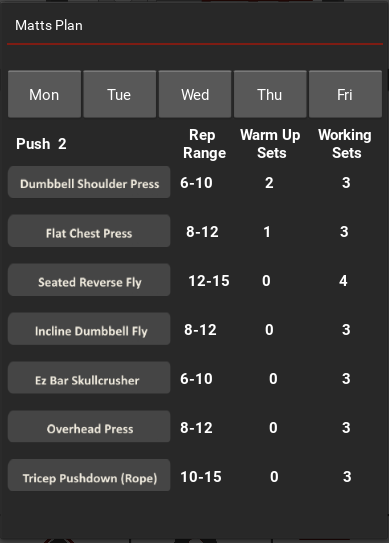 Matts Plan
Mon Tue Wed Thu Fri
Push 2 Rep Range Warm Up Sets Working Sets
Dumbbell Shoulder Press 6-10 2 3
Flat Chest Press 8-12 1 3
Seated Reverse Fly 12-15 0 4
Incline Dumbbell Fly 8-12 0 3
Ez Bar Skullcrusher 6-10 0 3
Overhead Press 8-12 0 3
Tricep Pushdown (Rope) 10-15 0 3